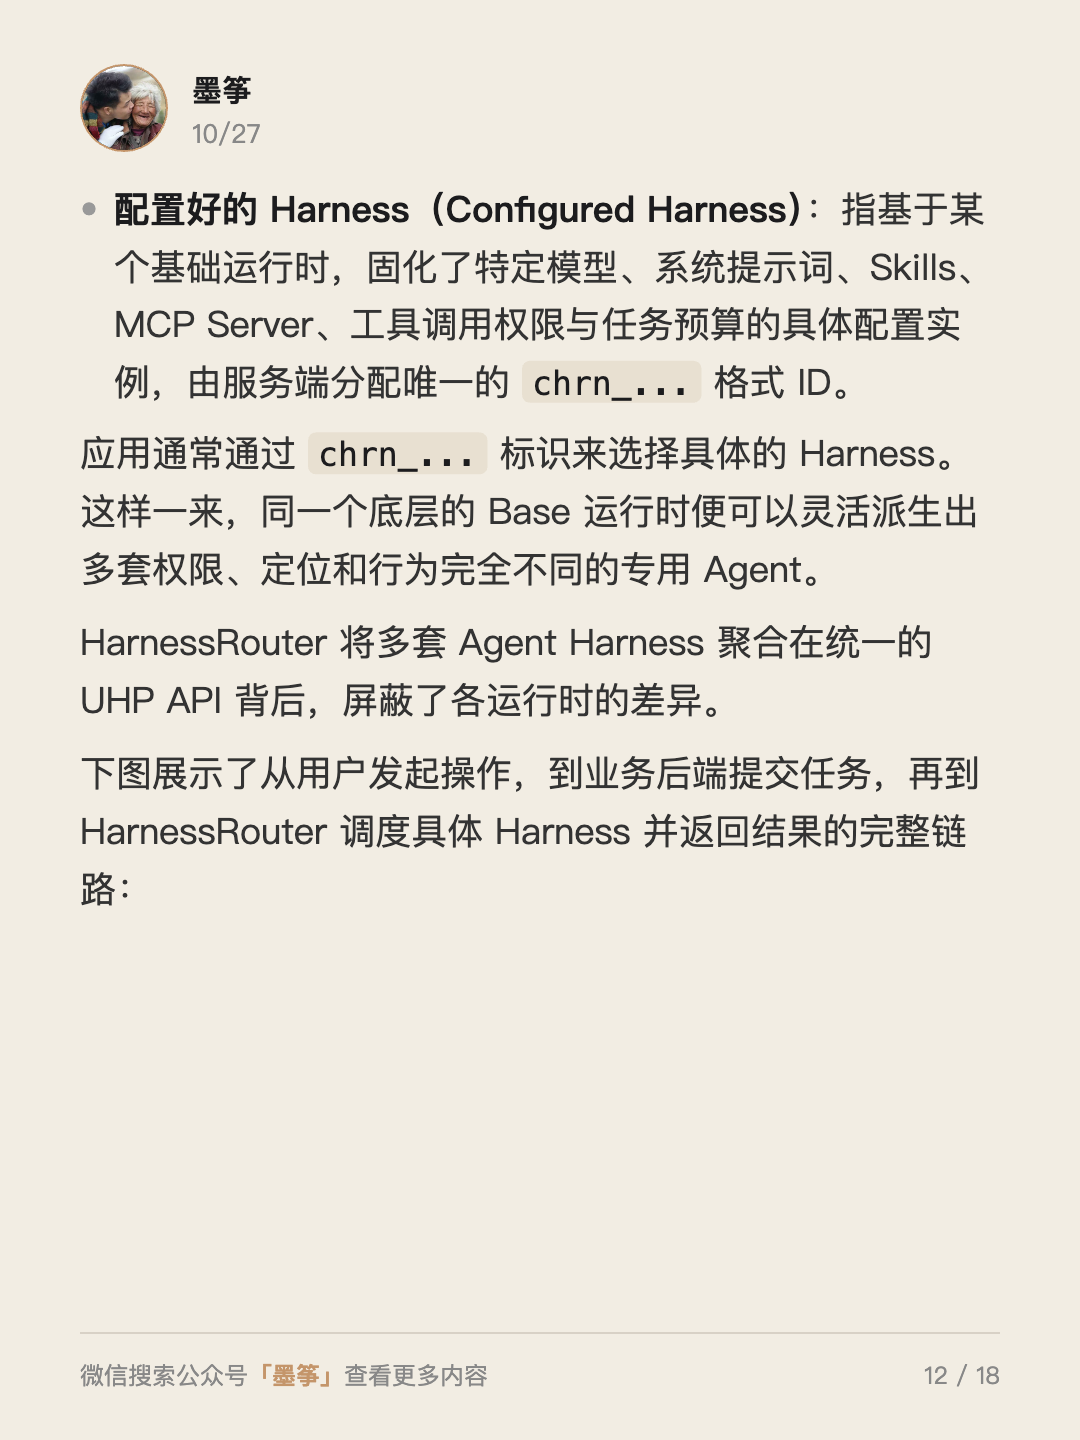 墨筝
10/27
• 配置好的 Harness（Configured Harness）：指基于某
个基础运行时，固化了特定模型、系统提示词、Skills、
MCP Server、工具调用权限与任务预算的具体配置实
例，由服务端分配唯一的 chrn_... 格式 ID。
应用通常通过 chrn_... 标识来选择具体的 Harness。
这样一来，同一个底层的 Base 运行时便可以灵活派生出
多套权限、定位和行为完全不同的专用 Agent。
HarnessRouter 将多套 Agent Harness 聚合在统一的
UHP API 背后，屏蔽了各运行时的差异。
下图展示了从用户发起操作，到业务后端提交任务，再到
HarnessRouter 调度具体 Harness 并返回结果的完整链
路：
微信搜索公众号「墨筝」查看更多内容
12 / 18